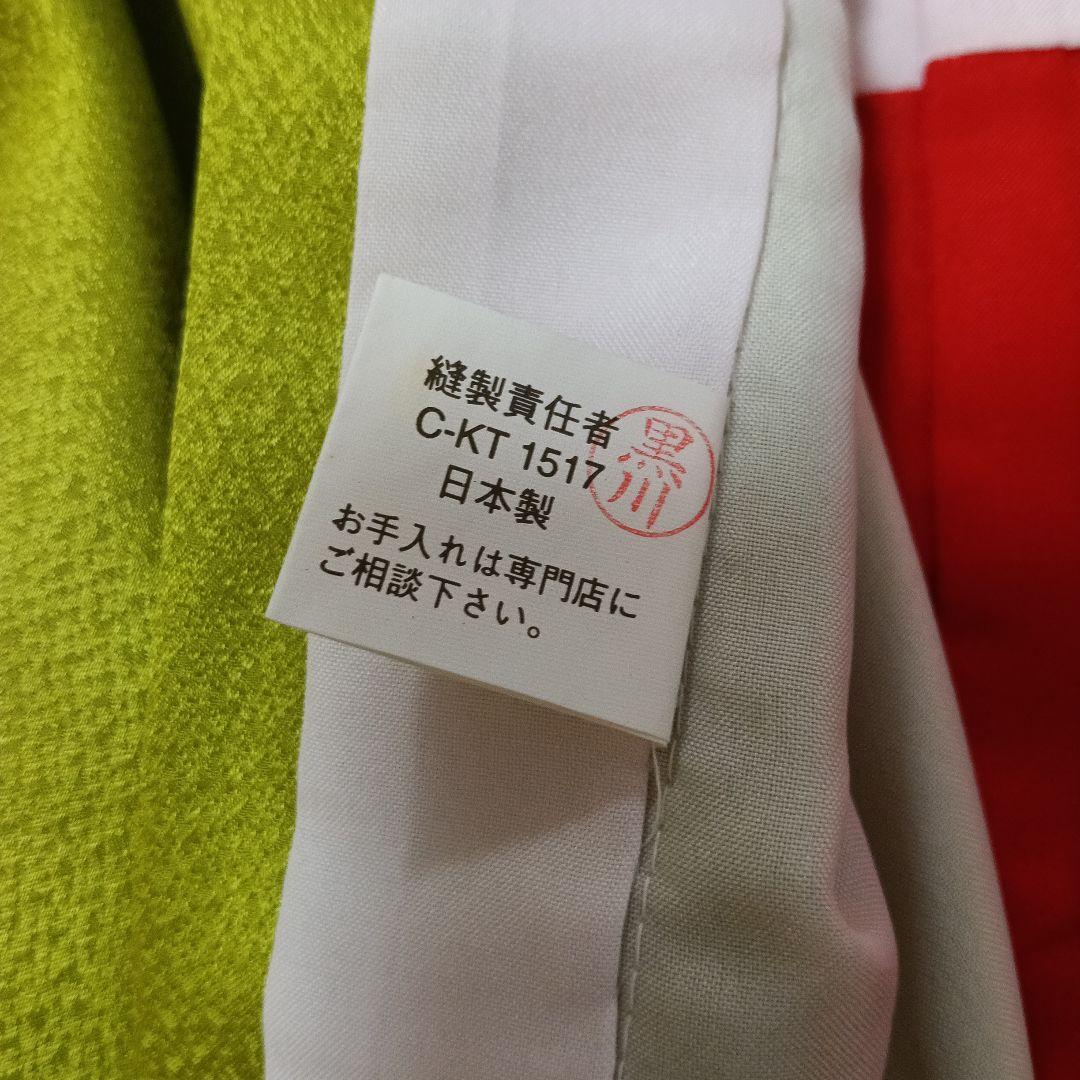 縫製責任者
C-KT 1517
日本製
お手入れは専門店に
ご相談下さい。
黒川